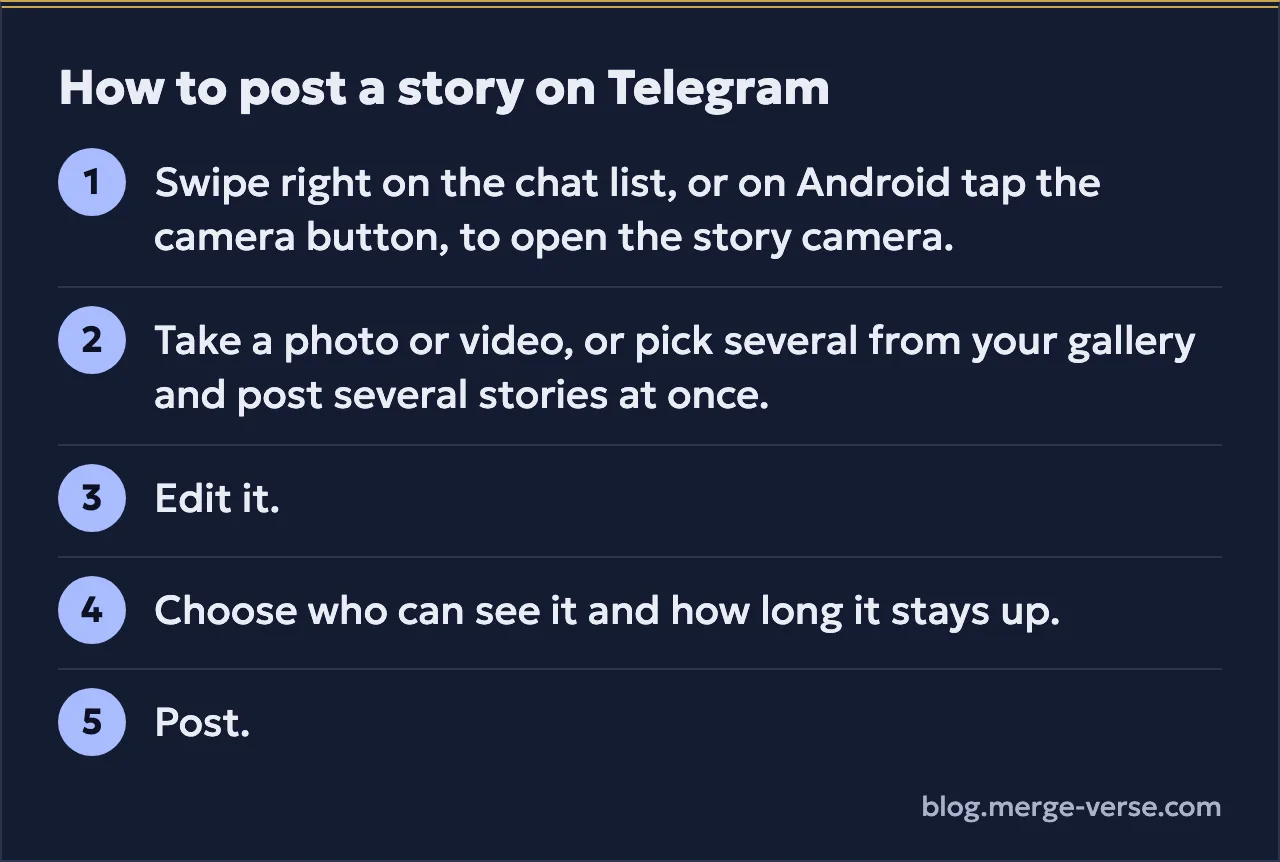 How to post a story on Telegram
1
Swipe right on the chat list, or on Android tap the
camera button, to open the story camera.
2
Take a photo or video, or pick several from your gallery
and post several stories at once.
3
Edit it.
4
Choose who can see it and how long it stays up.
5
Post.
blog.merge-verse.com